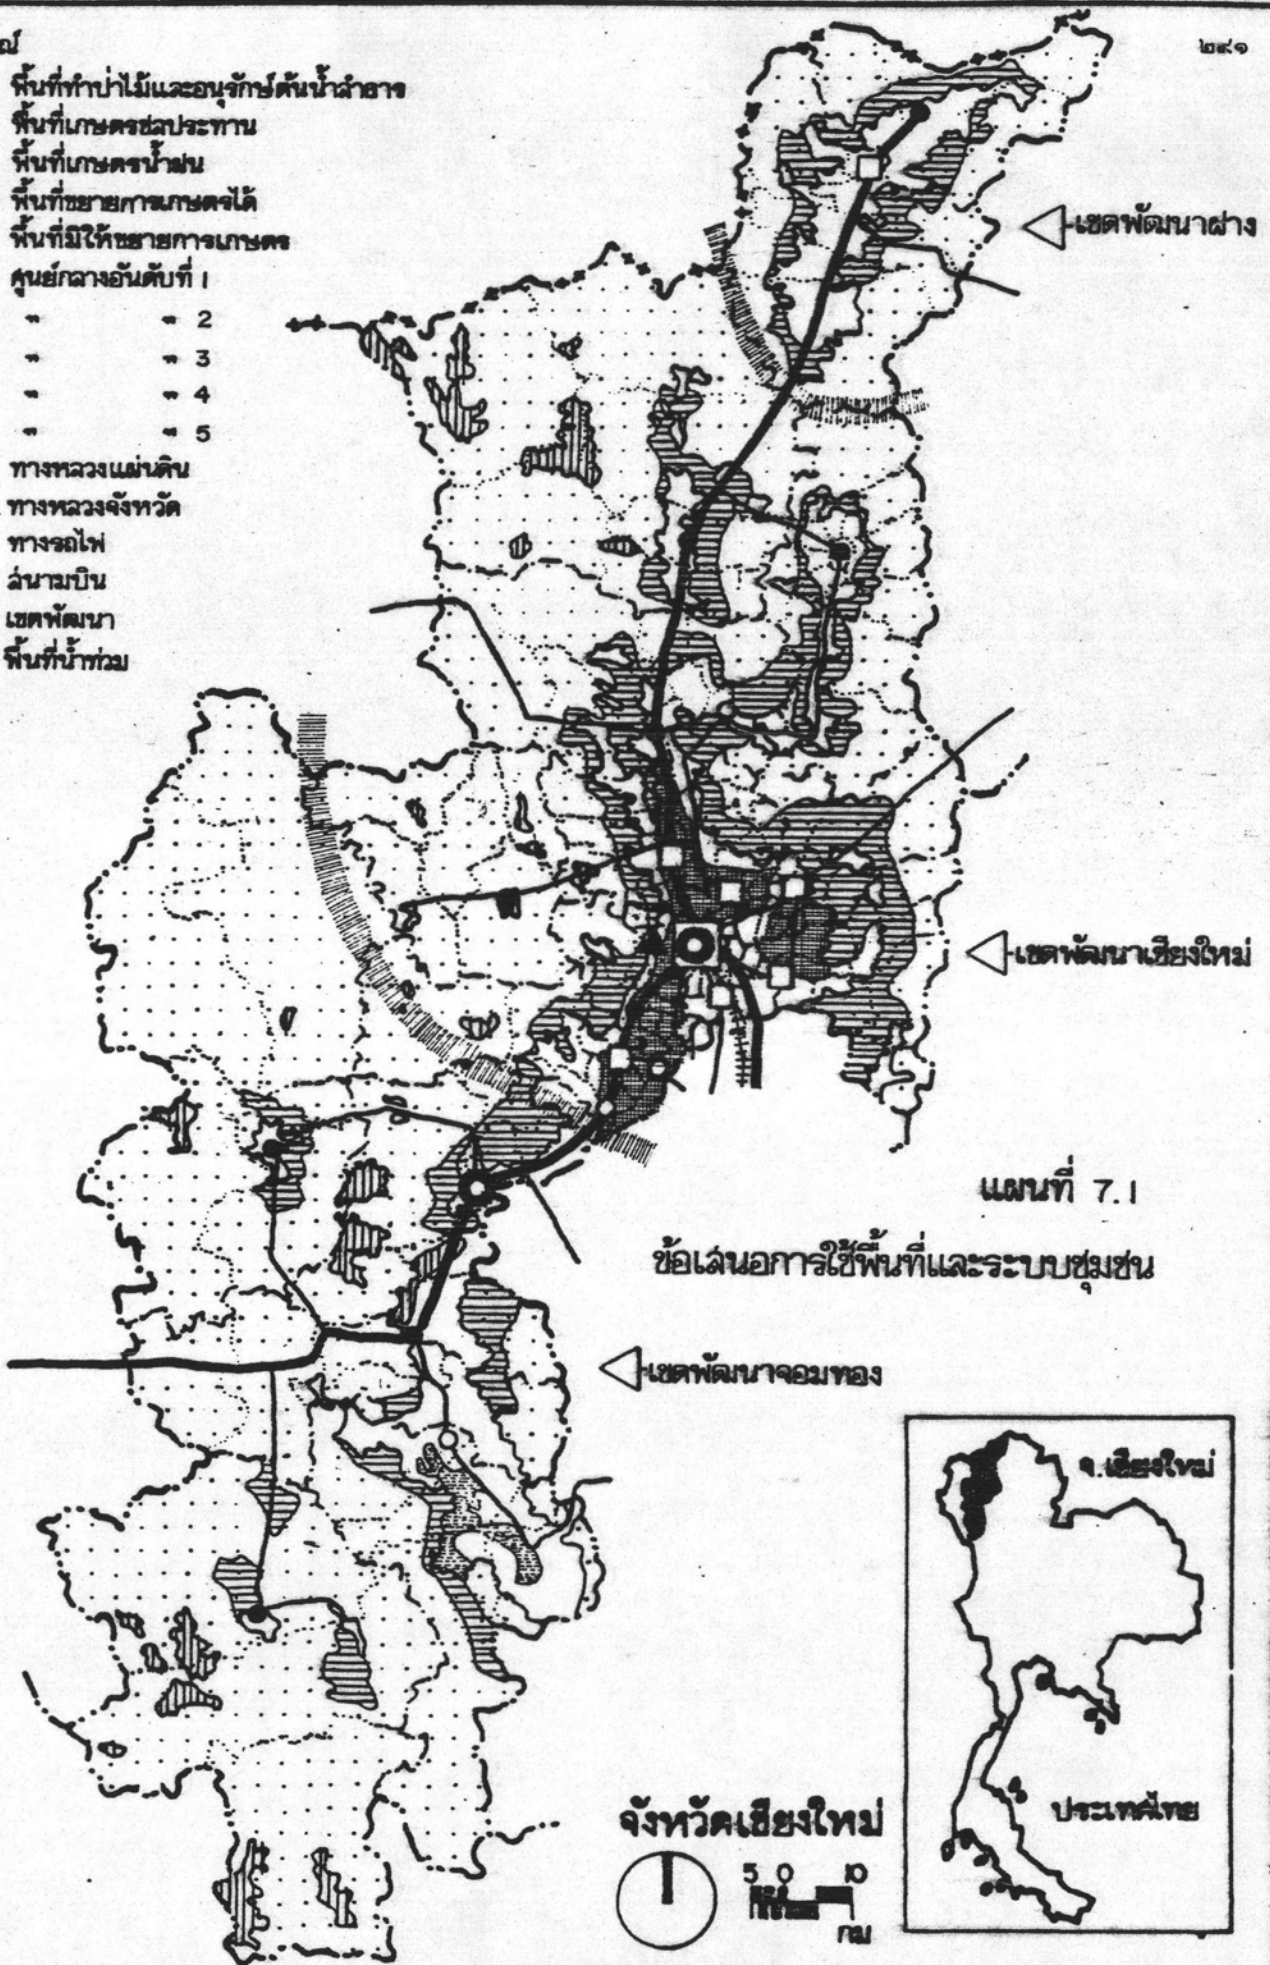 ณ์
๒๙๑
พื้นที่ทำป่าไม้และอนุรักษ์ต้นน้ำลำธาร
พื้นที่เกษตรชลประทาน
พื้นที่เกษตรน้ำฝน
พื้นที่ขยายการเกษตรได้
พื้นที่มิให้ขยายการเกษตร
ศูนย์กลางอันดับที่ 1
" " 2
" " 3
" " 4
" " 5
ทางหลวงแผ่นดิน
ทางหลวงจังหวัด
ทางรถไฟ
สนามบิน
เขตพัฒนา
พื้นที่น้ำท่วม
เขตพัฒนาฝาง
เขตพัฒนาเชียงใหม่
แผนที่ 7.1
ข้อเสนอการใช้พื้นที่และระบบชุมชน
เขตพัฒนาจอมทอง
จ.เชียงใหม่
ประเทศไทย
จังหวัดเชียงใหม่
5 0 10
กม